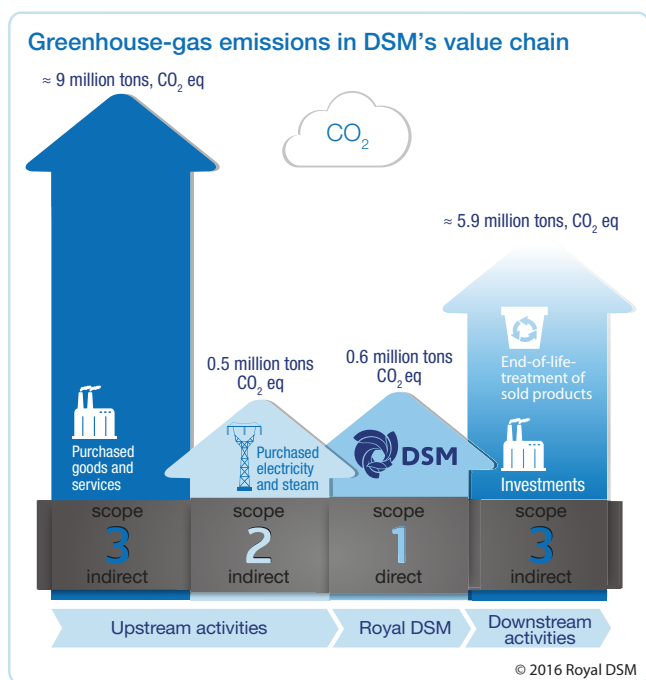 Greenhouse-gas emissions in DSM's value chain
≈ 9 million tons, CO₂ eq
CO₂
≈ 5.9 million tons, CO₂ eq
0.5 million tons
CO₂ eq
0.6 million tons
CO₂ eq
End-of-life-
treatment of
sold products
Purchased
goods and
services
Purchased
electricity
and steam
DSM
Investments
scope
3
indirect
scope
2
indirect
scope
1
direct
scope
3
indirect
Upstream activities
Royal DSM
Downstream
activities
© 2016 Royal DSM